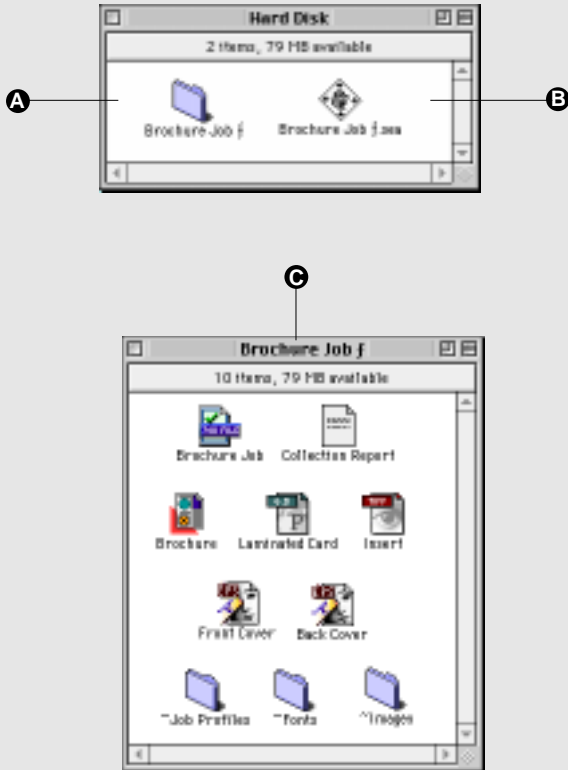 Hard Disk
2 items, 79 MB available
A
B
Brochure Job ƒ
Brochure Job ƒ.sea
C
Brochure Job ƒ
10 items, 79 MB available
Brochure Job
Collection Report
Brochure
Laminated Card
Insert
Front Cover
Back Cover
~Job Profiles
~Fonts
~Images